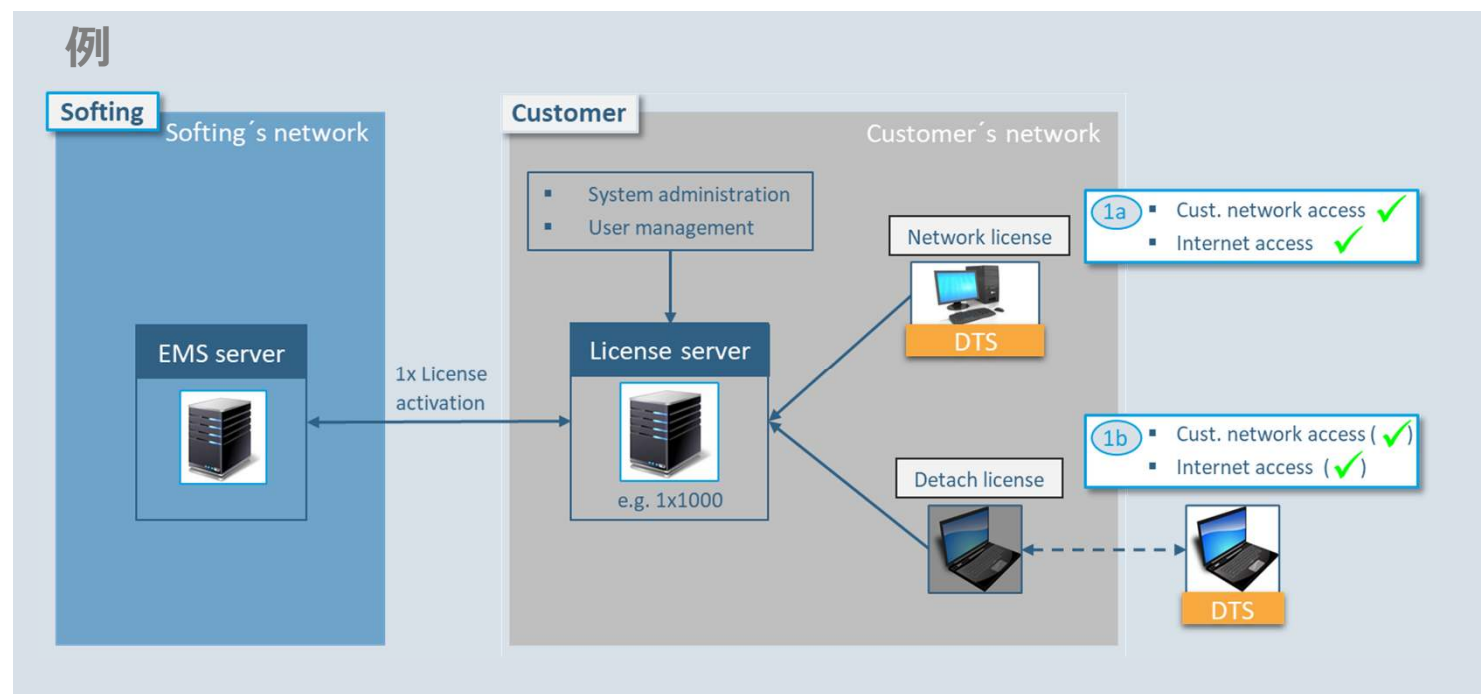 例
Softing
Softing´s network
EMS server
1x License
activation
Customer
Customer´s network
▪ System administration
▪ User management
License server
e.g. 1x1000
Network license
DTS
1a
▪ Cust. network access ✓
▪ Internet access ✓
Detach license
1b
▪ Cust. network access (✓)
▪ Internet access (✓)
DTS